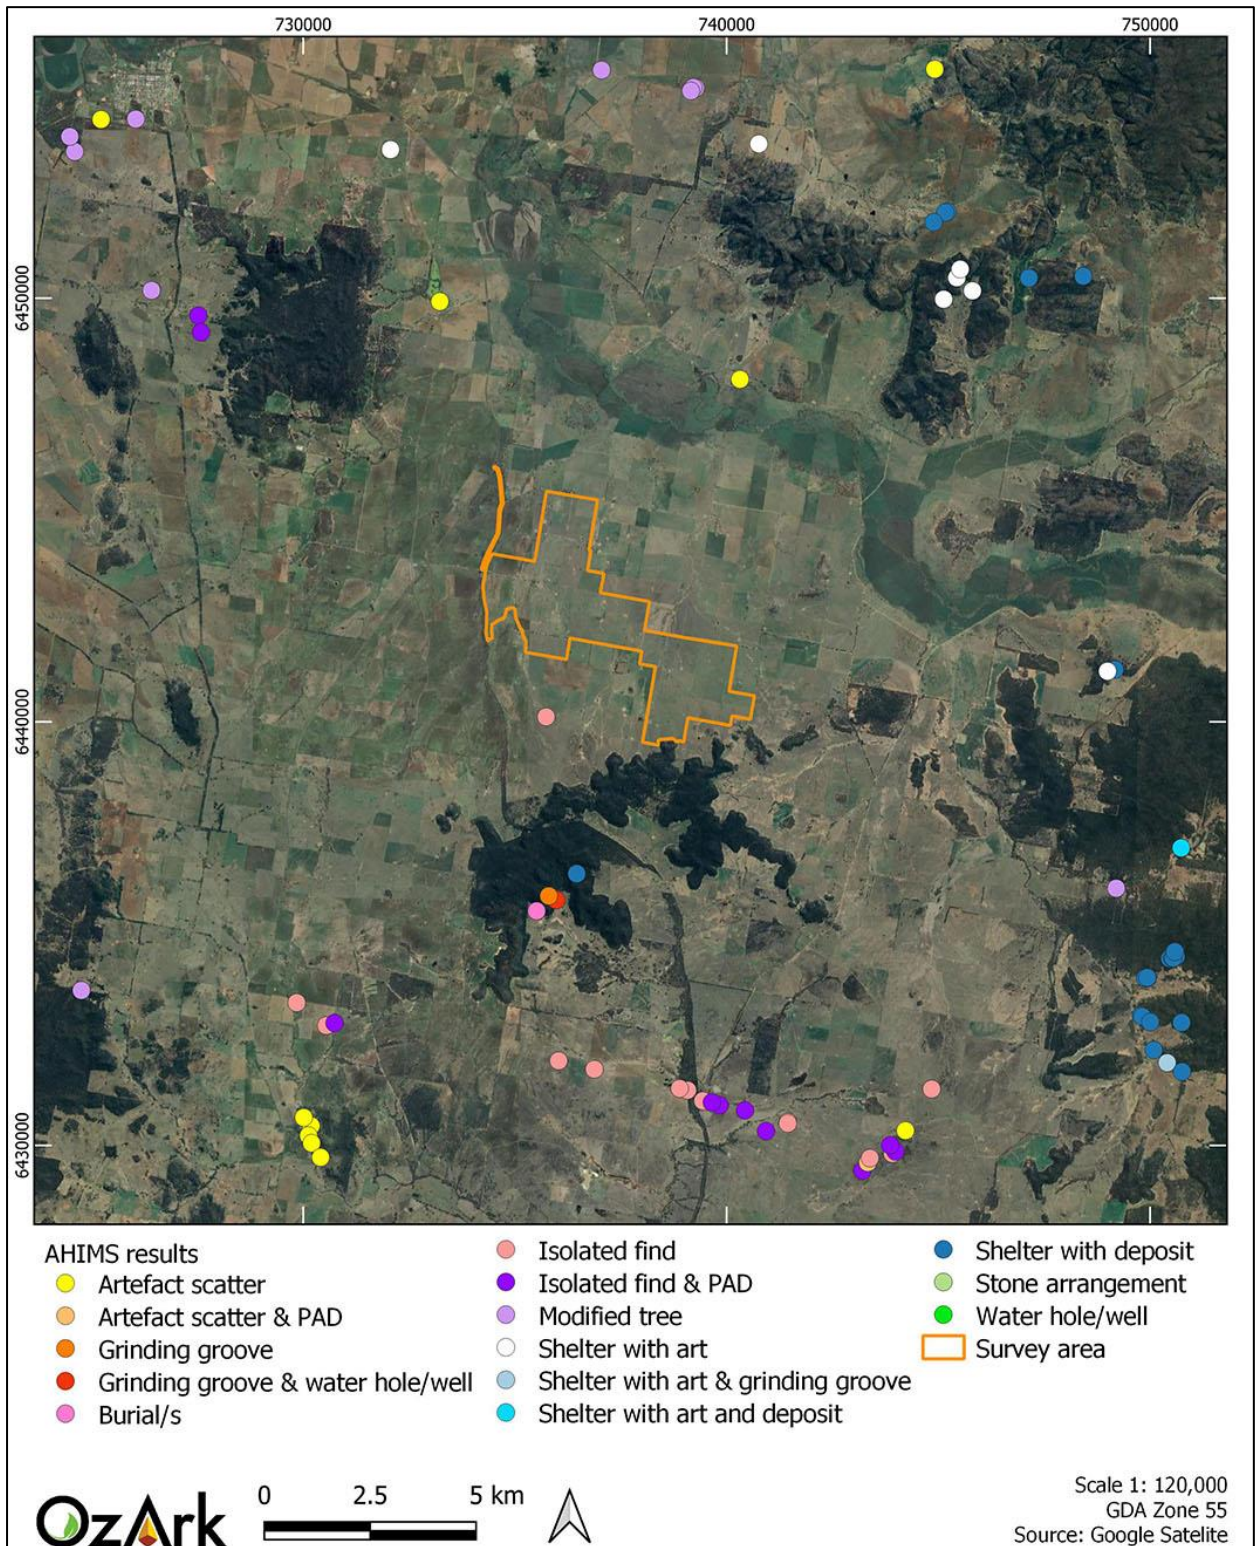 730000
740000
750000
6450000
6440000
6430000
AHIMS results
Artefact scatter
Artefact scatter & PAD
Grinding groove
Grinding groove & water hole/well
Burial/s
Isolated find
Isolated find & PAD
Modified tree
Shelter with art
Shelter with art & grinding groove
Shelter with art and deposit
Shelter with deposit
Stone arrangement
Water hole/well
Survey area
OzArk
0 2.5 5 km
Scale 1: 120,000
GDA Zone 55
Source: Google Satelite